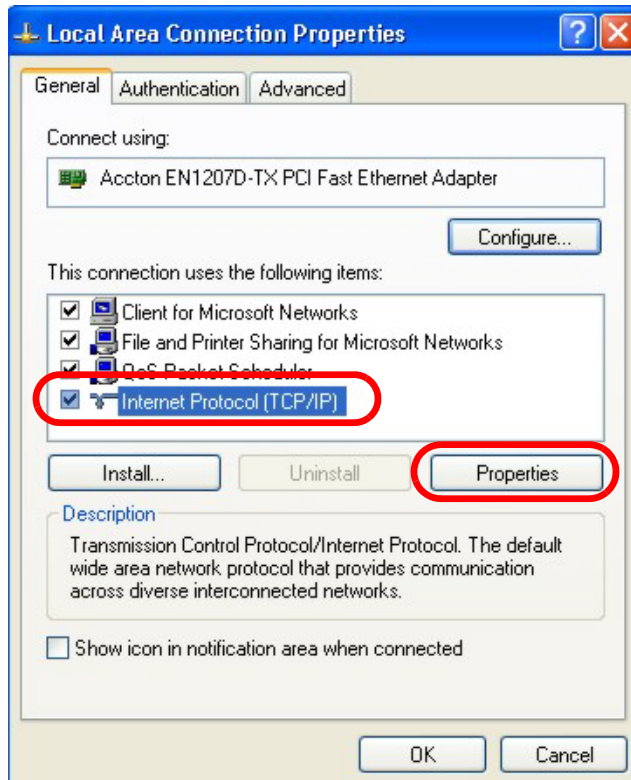 Local Area Connection Properties
General Authentication Advanced
Connect using:
Accton EN1207D-TX PCI Fast Ethernet Adapter
Configure...
This connection uses the following items:
Client for Microsoft Networks
File and Printer Sharing for Microsoft Networks
QoS Packet Scheduler
Internet Protocol (TCP/IP)
Install... Uninstall Properties
Description
Transmission Control Protocol/Internet Protocol. The default
wide area network protocol that provides communication
across diverse interconnected networks.
Show icon in notification area when connected
OK Cancel